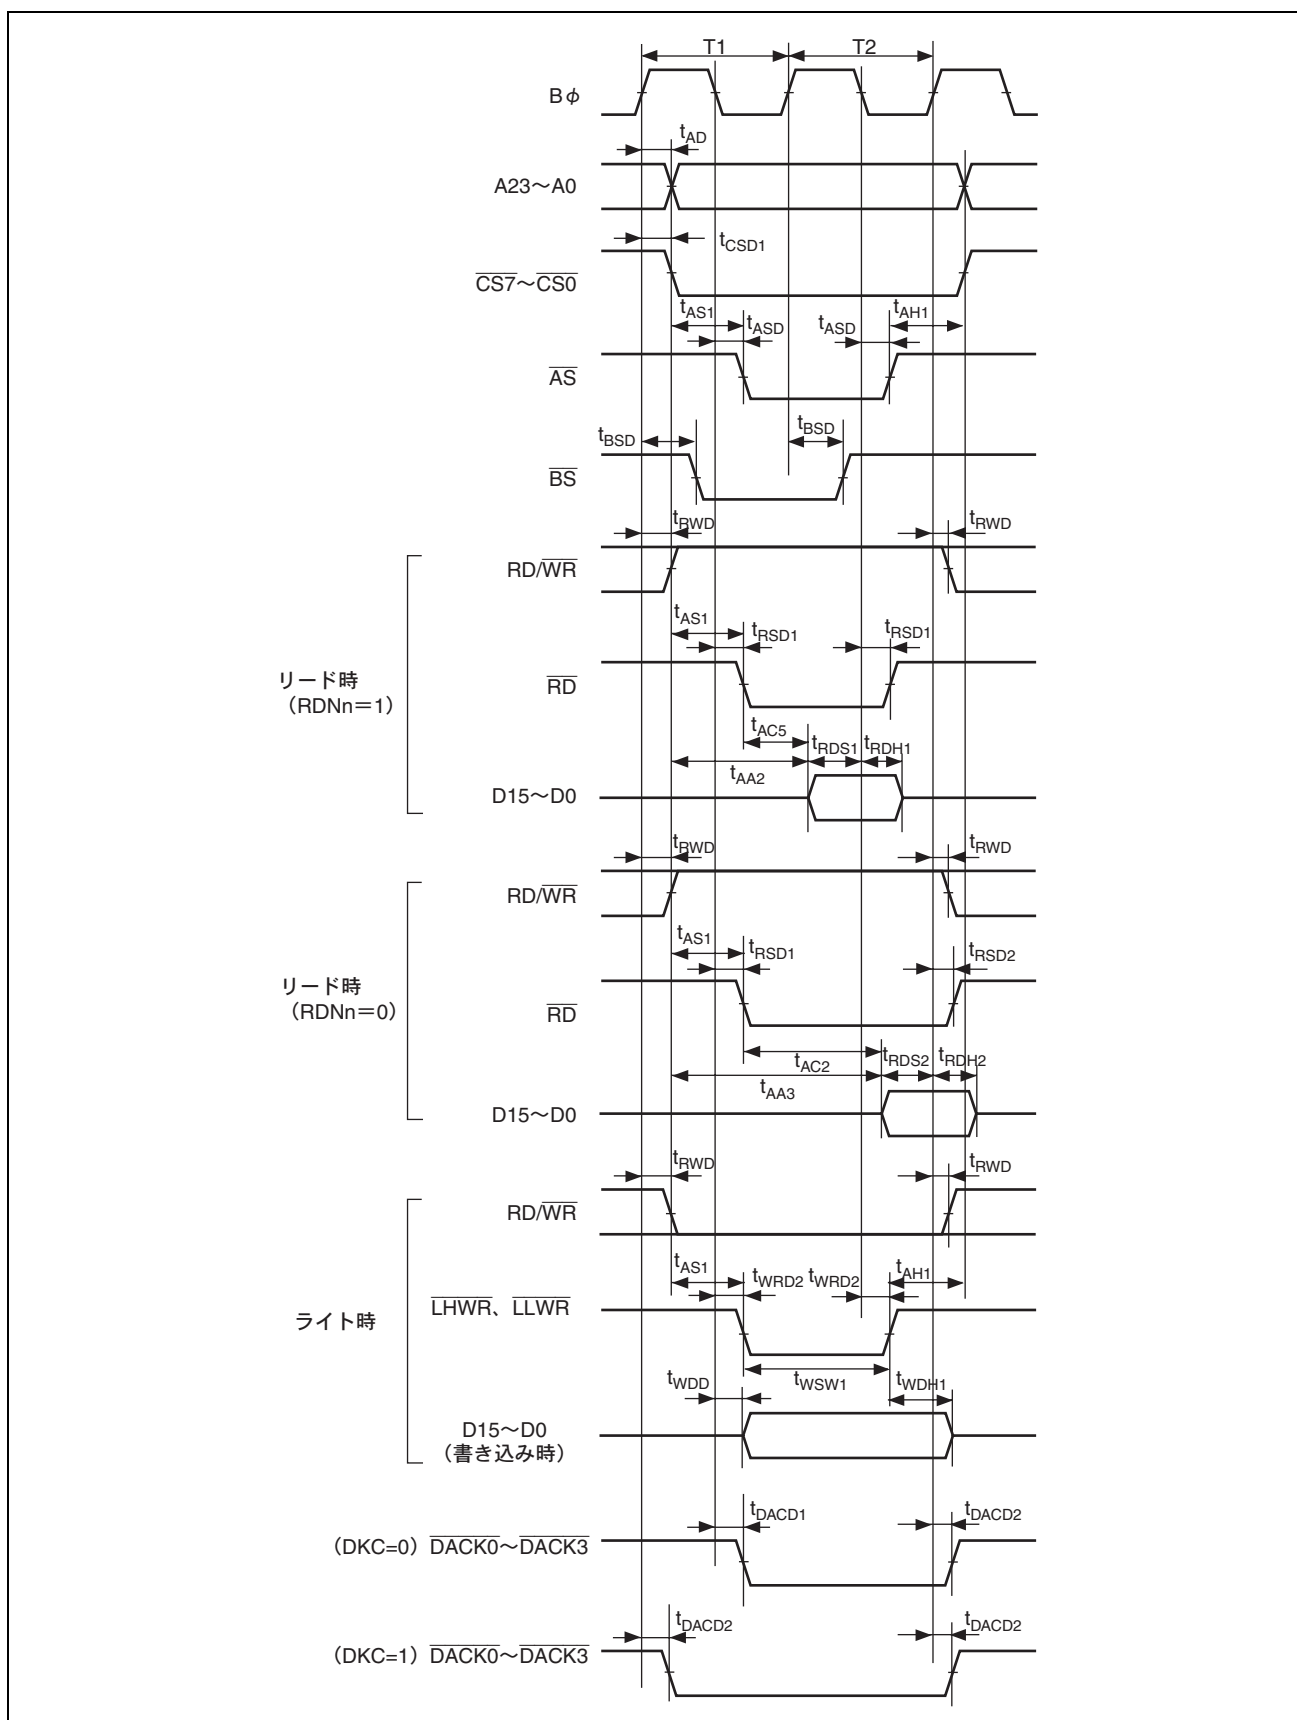 T1 T2
Bφ
tAD
A23～A0
tCSD1
CS7～CS0
tAS1 tASD tASD tAH1
AS
tBSD tBSD
BS
tRWD tRWD
RD/WR
tAS1 tRSD1 tRSD1
リード時
（RDNn＝1）
RD
tAC5 tRDS1 tRDH1
tAA2
D15～D0
tRWD tRWD
RD/WR
tAS1 tRSD1 tRSD2
リード時
（RDNn＝0）
RD
tAC2 tRDS2 tRDH2
tAA3
D15～D0
tRWD tRWD
RD/WR
tAS1 tWRD2 tWRD2 tAH1
LHWR、LLWR
ライト時
tWDD tWSW1 tWDH1
D15～D0
（書き込み時）
tDACD1 tDACD2
（DKC=0）DACK0～DACK3
tDACD2 tDACD2
（DKC=1）DACK0～DACK3